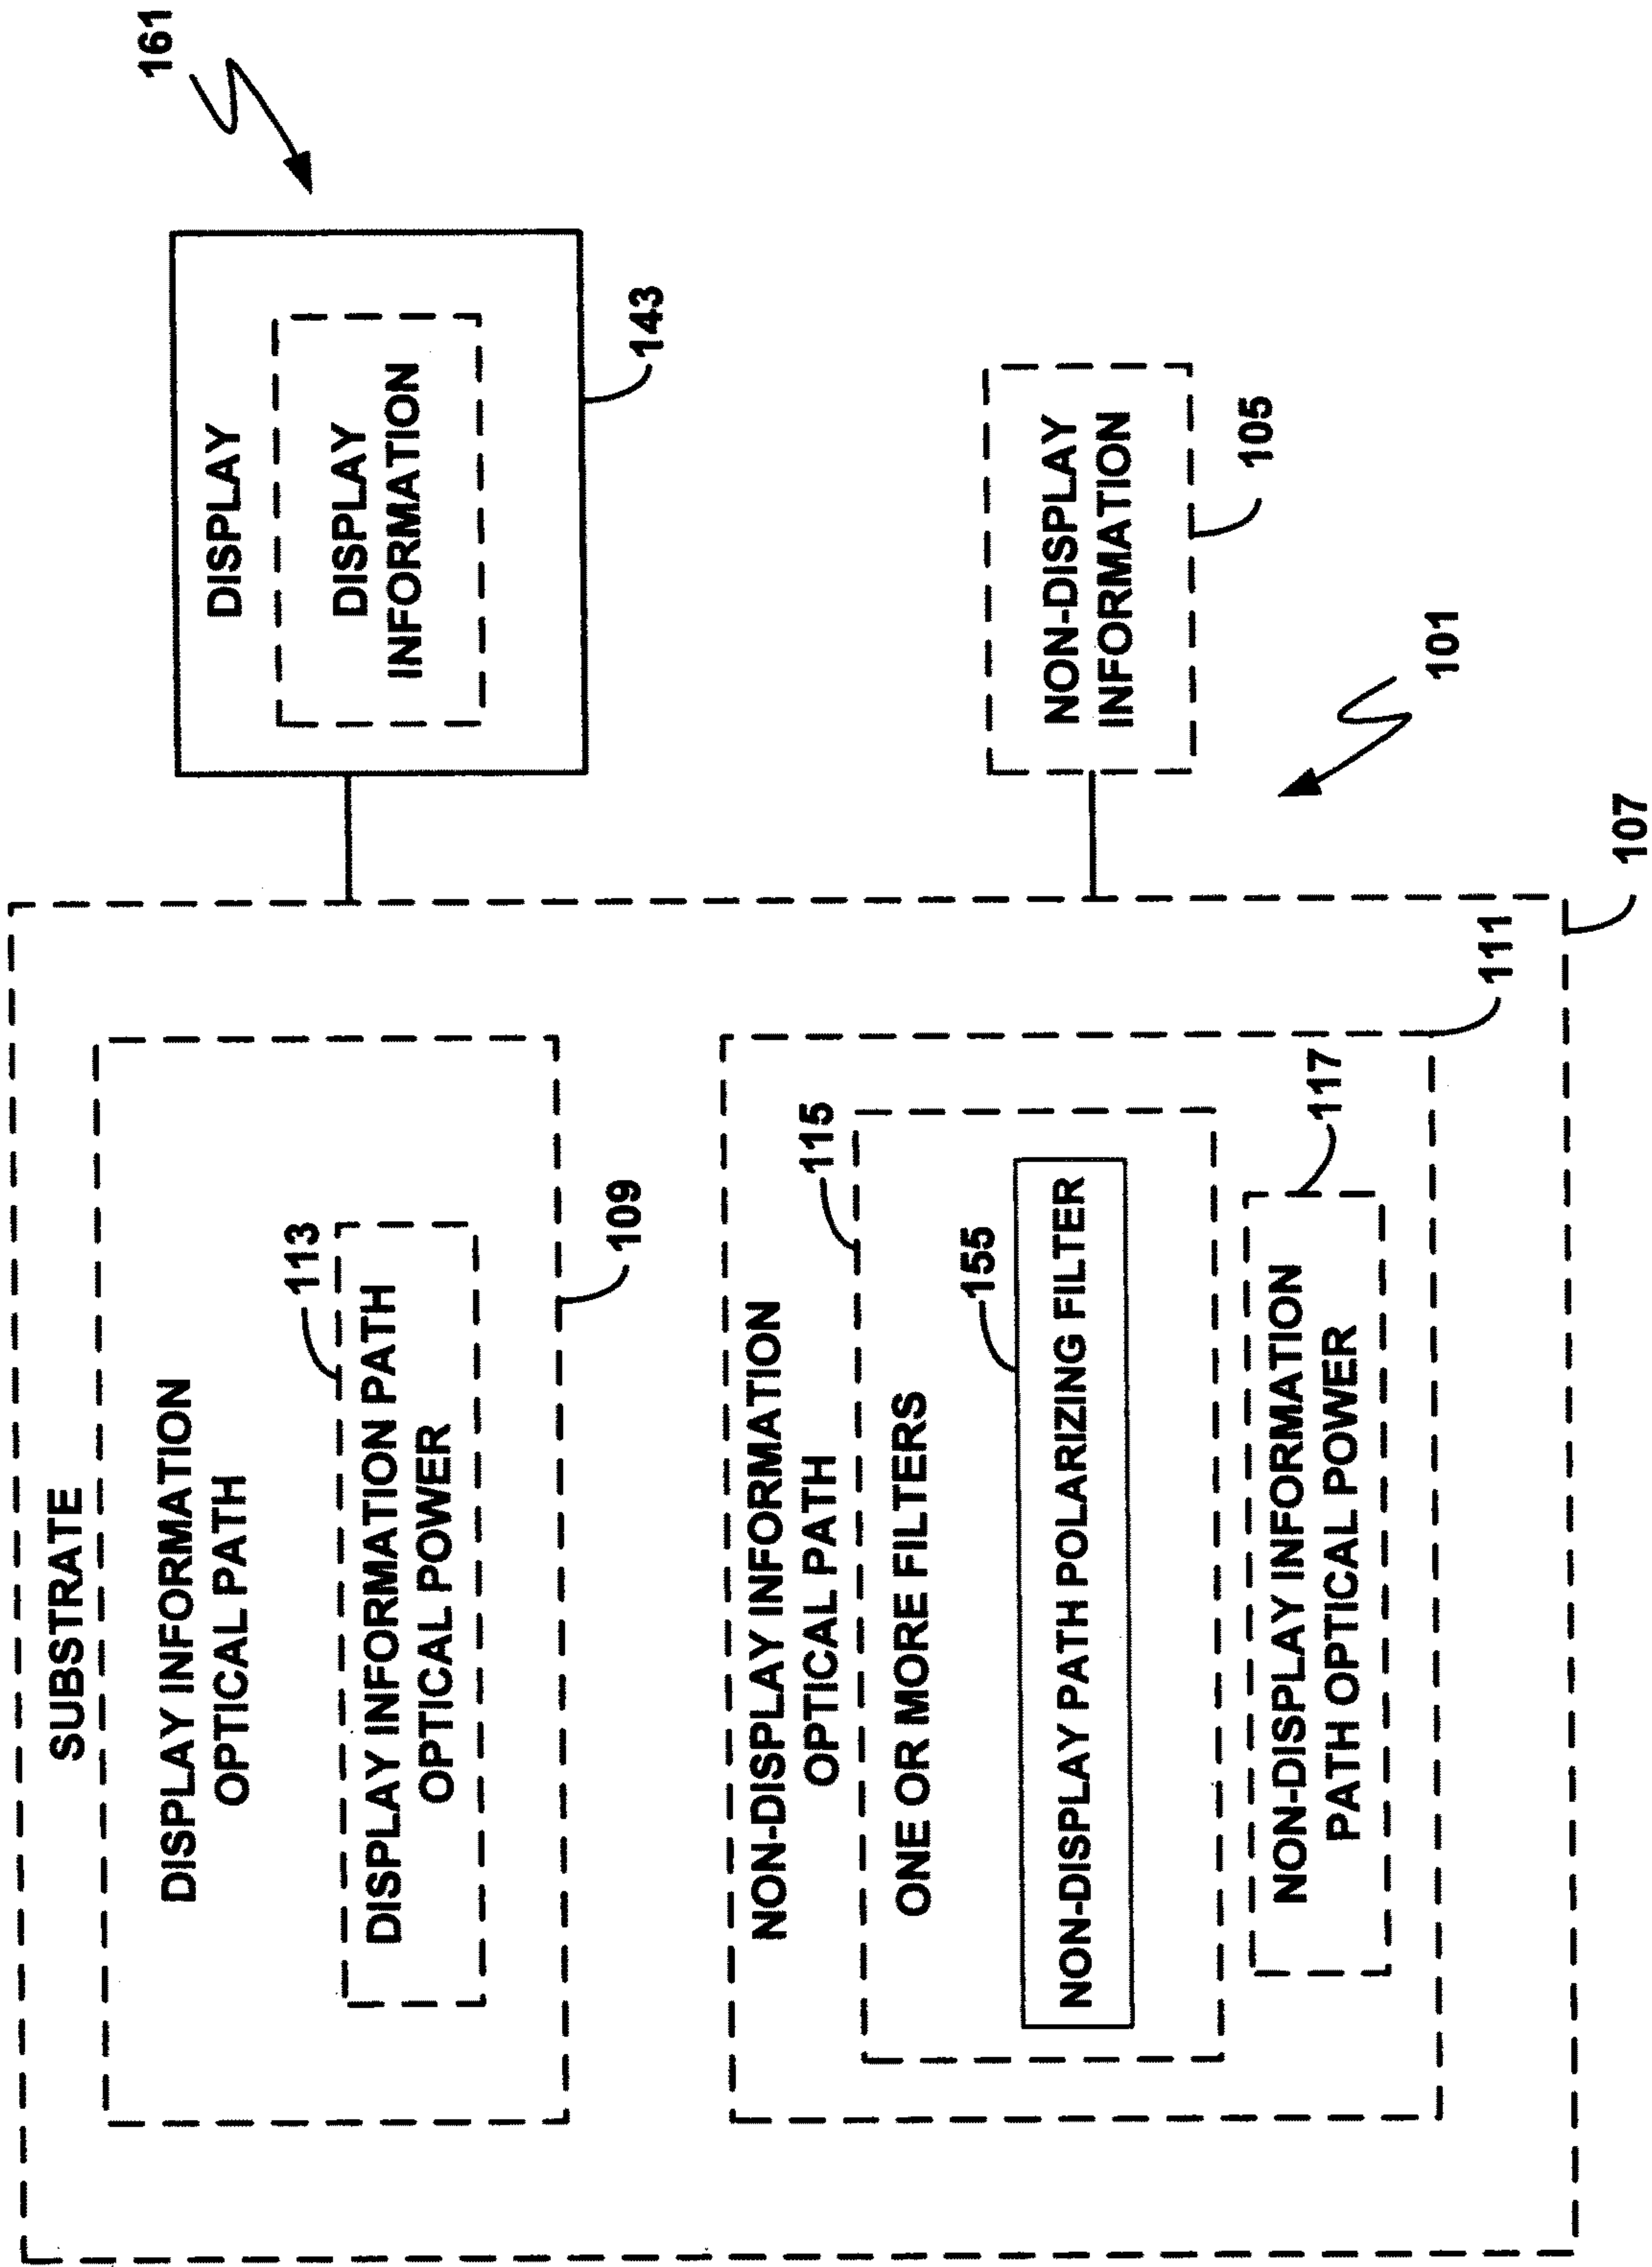 SUBSTRATE
DISPLAY INFORMATION
OPTICAL PATH
113
DISPLAY INFORMATION PATH
OPTICAL POWER
109
NON-DISPLAY INFORMATION
OPTICAL PATH
115
ONE OR MORE FILTERS
155
NON-DISPLAY PATH POLARIZING FILTER
117
NON-DISPLAY INFORMATION
PATH OPTICAL POWER
111
107
161
DISPLAY
DISPLAY
INFORMATION
143
NON-DISPLAY
INFORMATION
105
101